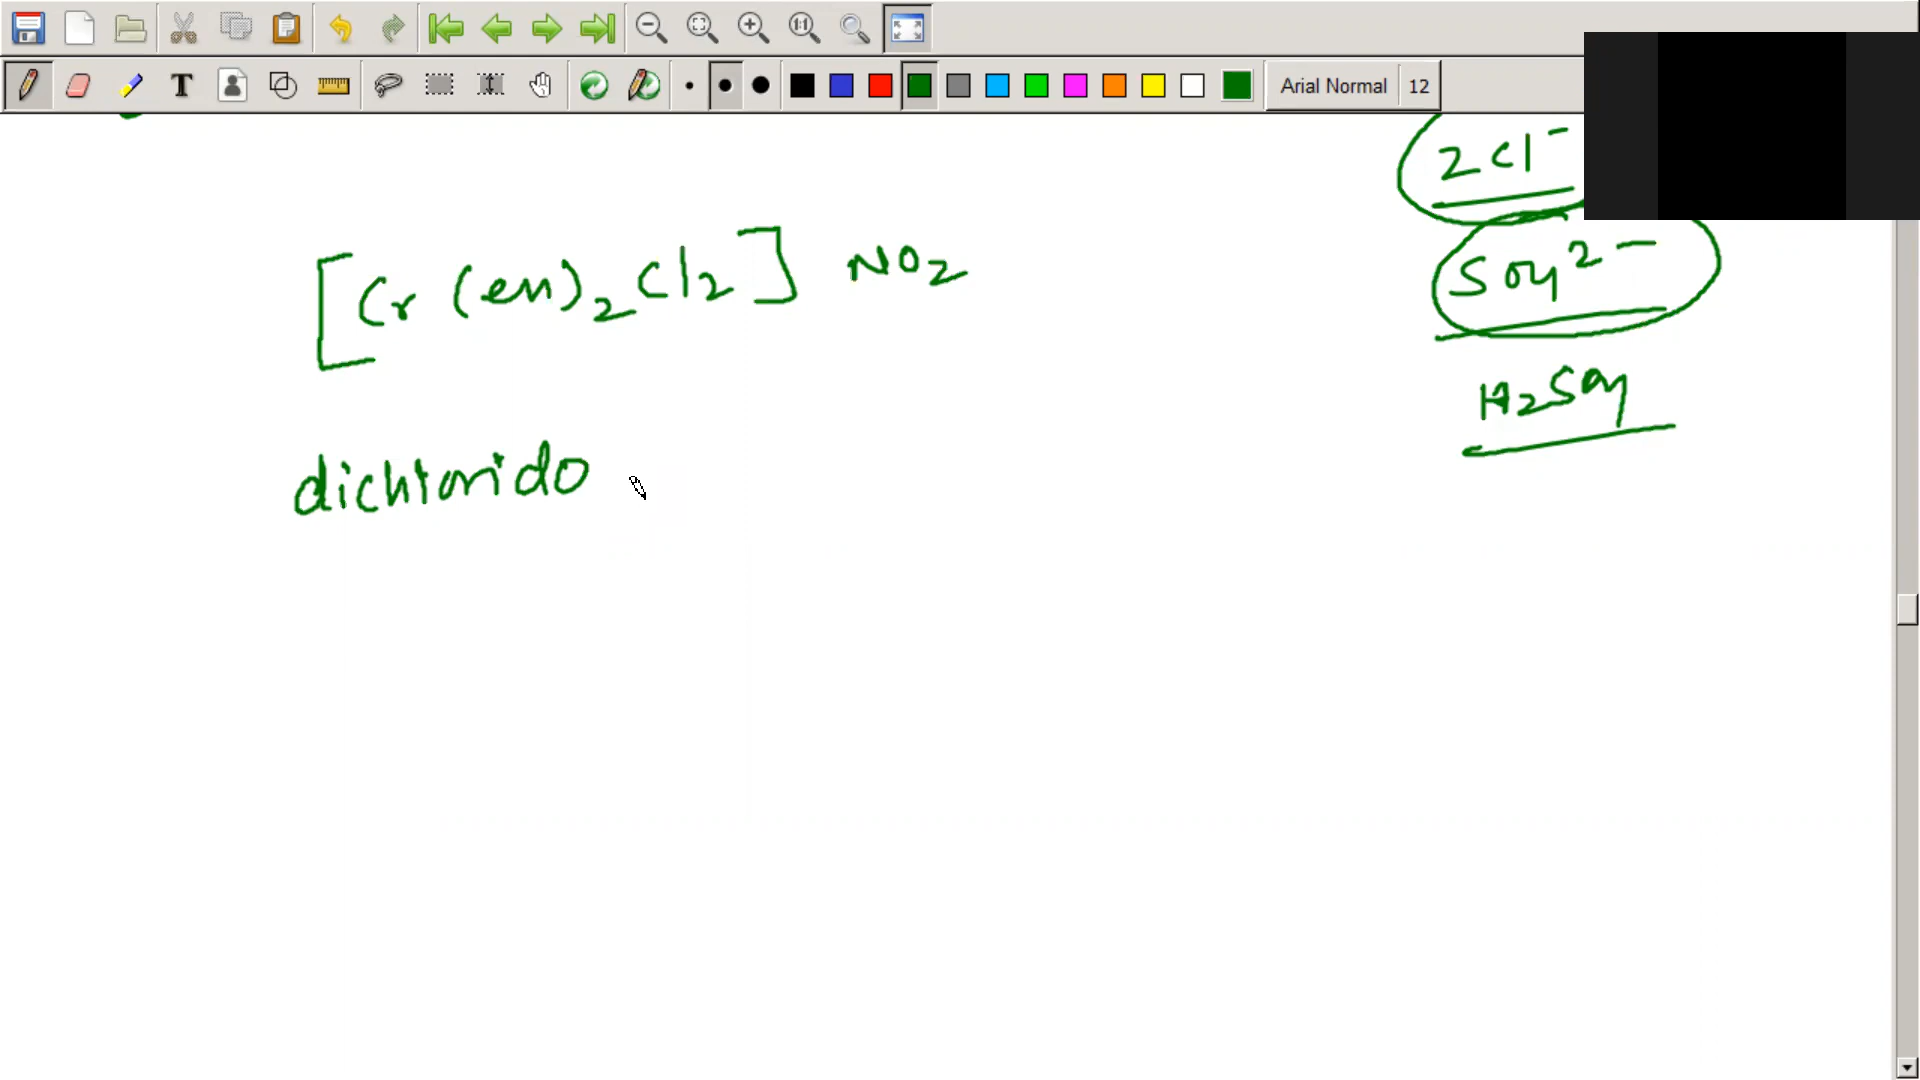 Arial Normal 12
2Cl⁻
[Cr(en)₂Cl₂] NO₂
SO₄²⁻
H₂SO₄
dichlorido